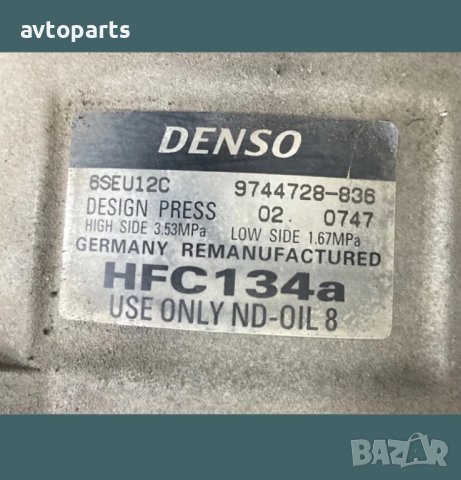 avtoparts
DENSO
6SEU12C 9744728-836
DESIGN PRESS 02. 0747
HIGH SIDE 3.53MPa LOW SIDE 1.67MPa
GERMANY REMANUFACTURED
HFC134a
USE ONLY ND-OIL 8
BAZAR